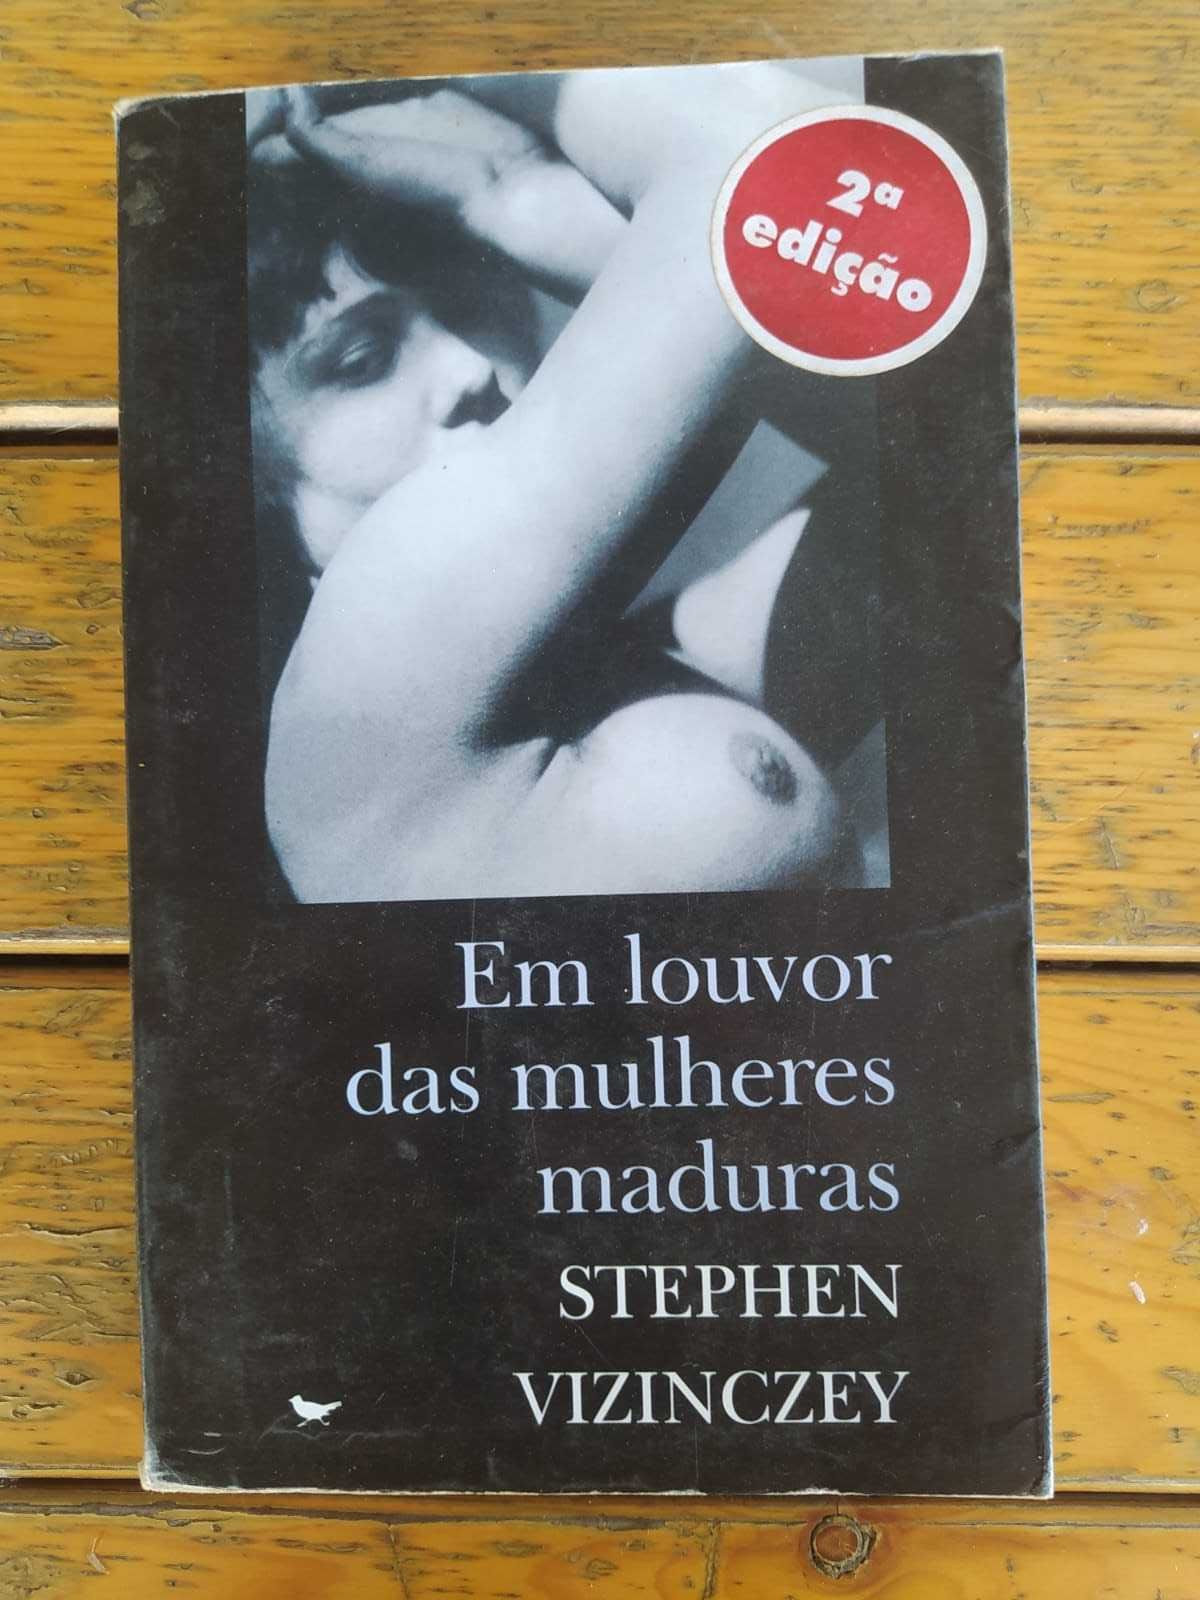 2ª
edição
Em louvor
das mulheres
maduras
STEPHEN
VIZINCZEY